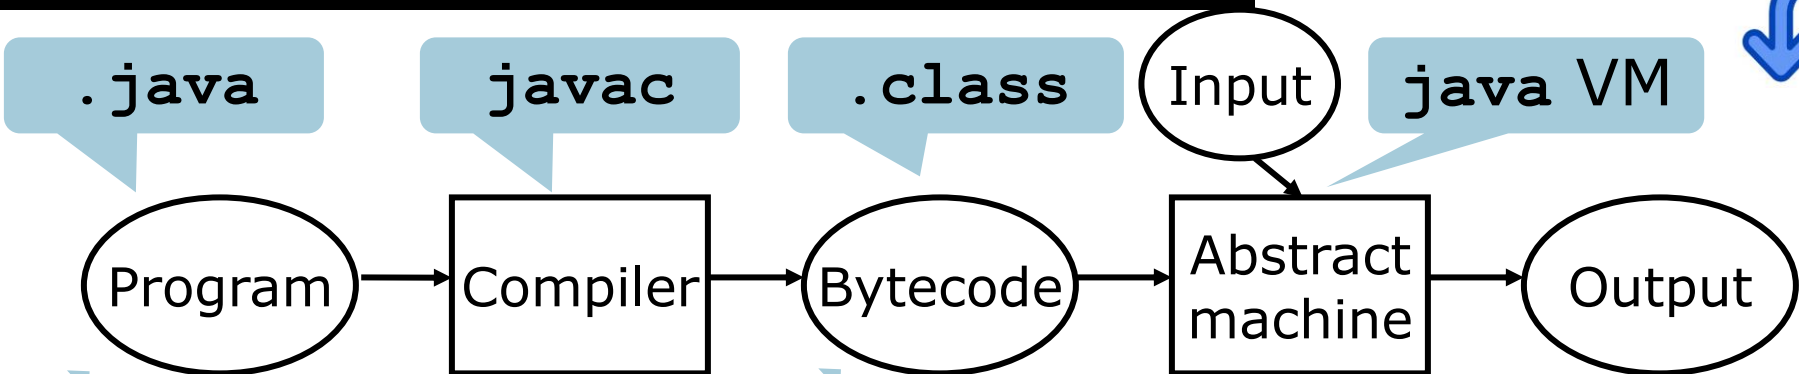 .java
javac
.class
Input
java VM
Program
Compiler
Bytecode
Abstract
machine
Output